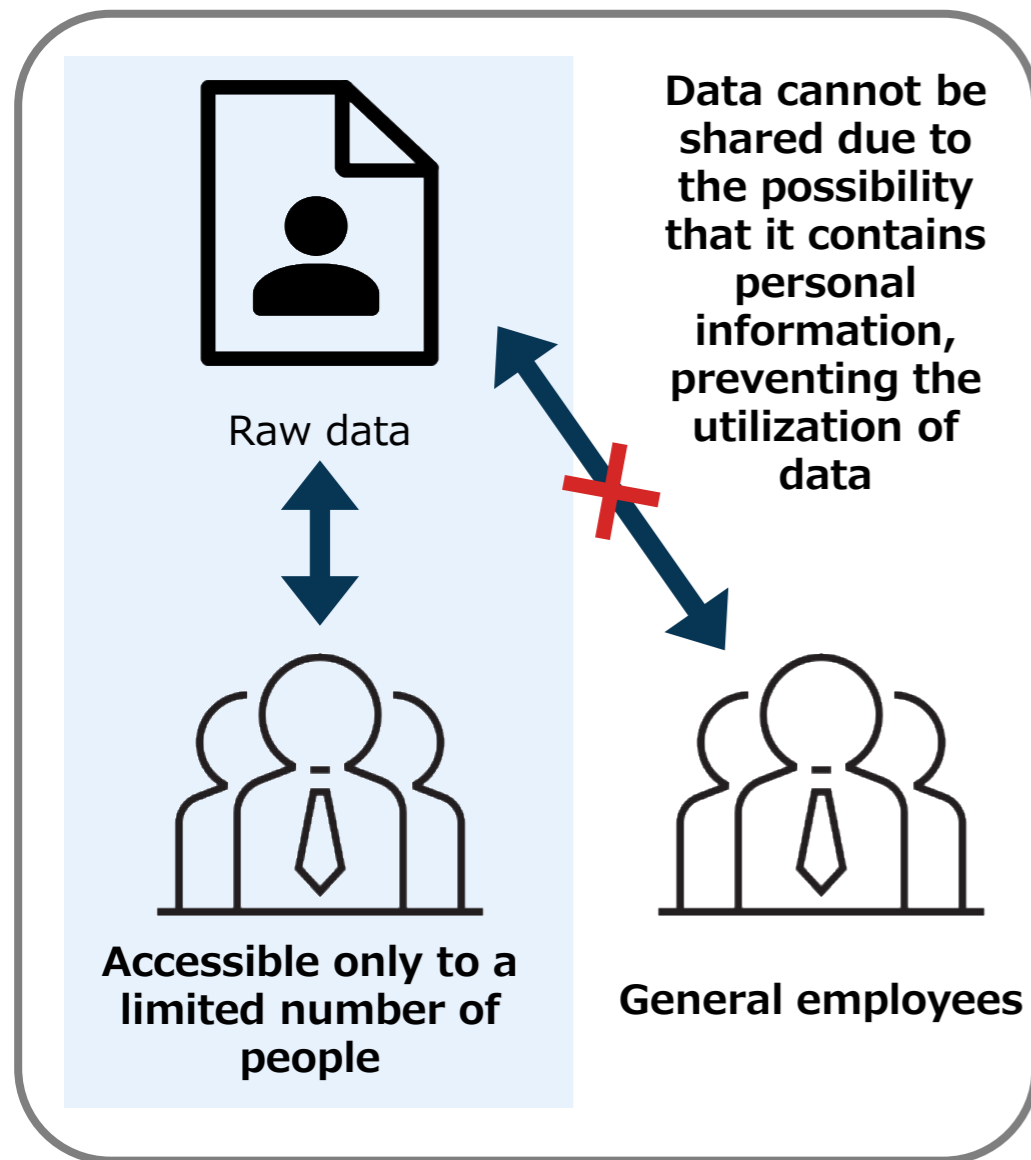 Data cannot be
shared due to
the possibility
that it contains
personal
information,
preventing the
utilization of
data
Raw data
Accessible only to a
limited number of
people
General employees